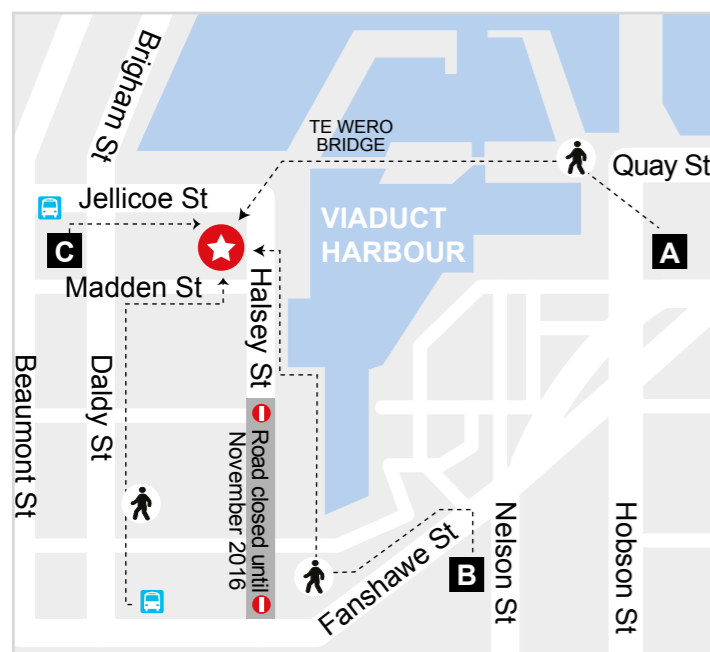 Brigham St
TE WERO
BRIDGE
Quay St
Jellicoe St
VIADUCT
HARBOUR
C
A
Madden St
Halsey St
Beaumont St
Daldy St
Road closed until
November 2016
Fanshawe St
B
Nelson St
Hobson St